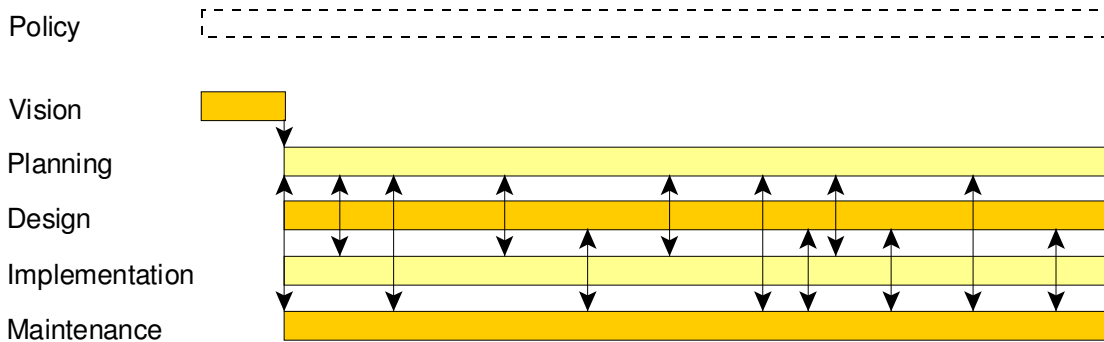 Policy
Vision
Planning
Design
Implementation
Maintenance